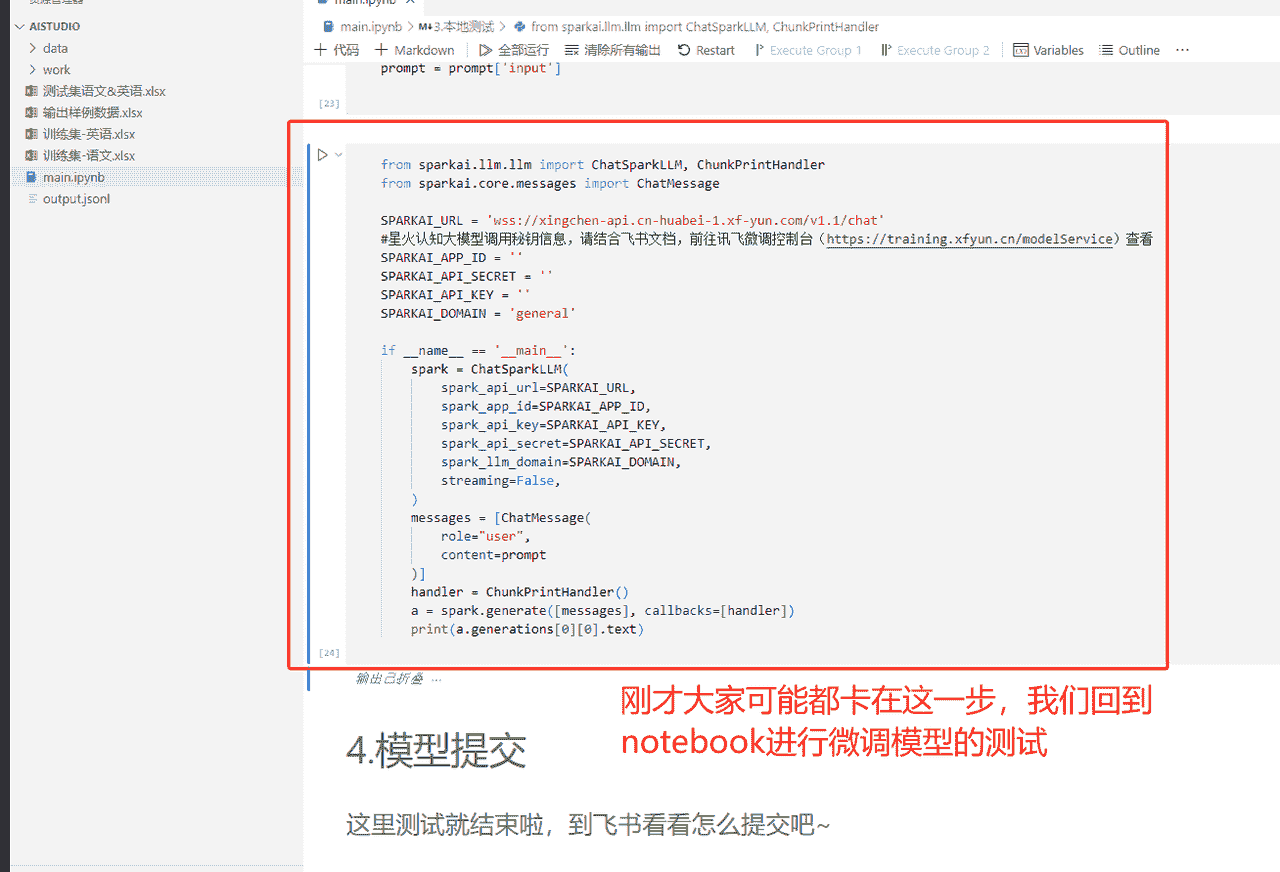 资源管理器
main.ipynb
AISTUDIO
data
work
测试集语文&英语.xlsx
输出样例数据.xlsx
训练集-英语.xlsx
训练集-语文.xlsx
main.ipynb
output.jsonl
main.ipynb > M↓3.本地测试 > from sparkai.llm.llm import ChatSparkLLM, ChunkPrintHandler
+ 代码 + Markdown 全部运行 清除所有输出 Restart Execute Group 1 Execute Group 2 Variables Outline ...
prompt = prompt['input']
[23]
from sparkai.llm.llm import ChatSparkLLM, ChunkPrintHandler
from sparkai.core.messages import ChatMessage
SPARKAI_URL = 'wss://xingchen-api.cn-huabei-1.xf-yun.com/v1.1/chat'
#星火认知大模型调用秘钥信息，请结合飞书文档，前往讯飞微调控制台（https://training.xfyun.cn/modelService）查看
SPARKAI_APP_ID = ''
SPARKAI_API_SECRET = ''
SPARKAI_API_KEY = ''
SPARKAI_DOMAIN = 'general'
if __name__ == '__main__':
spark = ChatSparkLLM(
spark_api_url=SPARKAI_URL,
spark_app_id=SPARKAI_APP_ID,
spark_api_key=SPARKAI_API_KEY,
spark_api_secret=SPARKAI_API_SECRET,
spark_llm_domain=SPARKAI_DOMAIN,
streaming=False,
)
messages = [ChatMessage(
role="user",
content=prompt
)]
handler = ChunkPrintHandler()
a = spark.generate([messages], callbacks=[handler])
print(a.generations[0][0].text)
[24]
输出已折叠 ...
刚才大家可能都卡在这一步，我们回到
notebook进行微调模型的测试
4.模型提交
这里测试就结束啦，到飞书看看怎么提交吧~